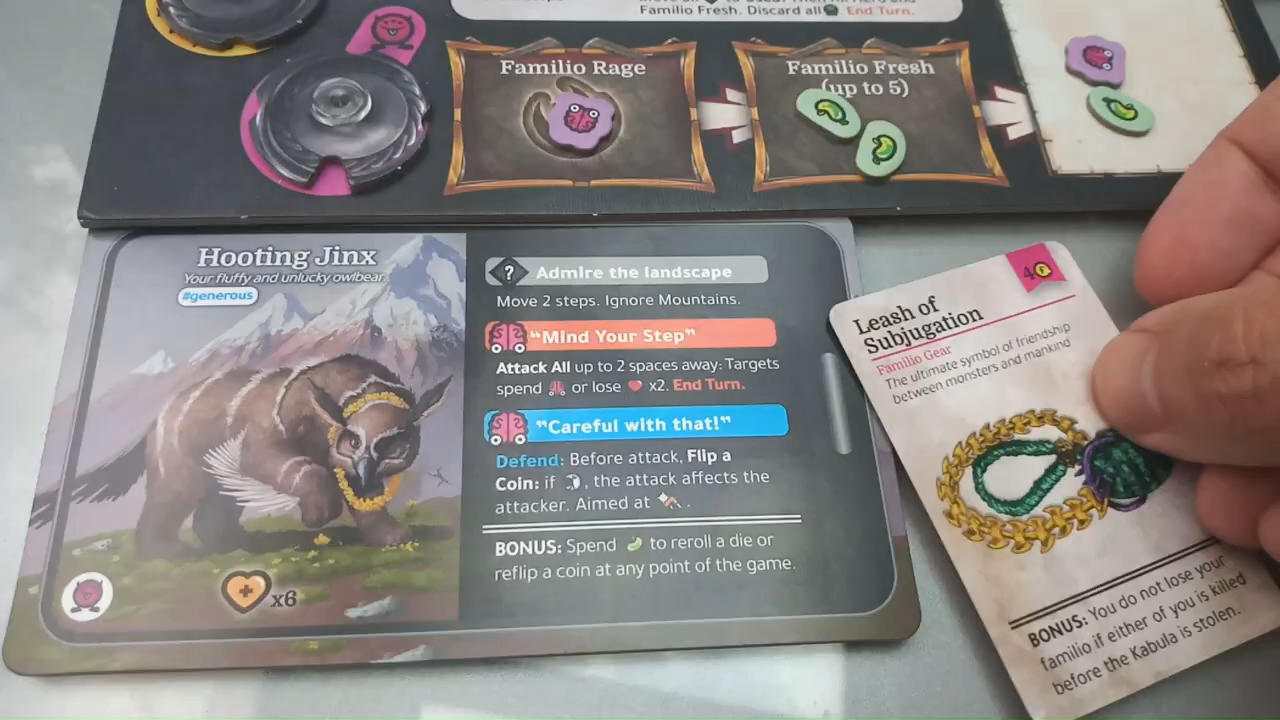 Familio Fresh. Discard all End Turn.
Familio Rage
Familio Fresh
(up to 5)
Hooting Jinx
Your fluffy and unlucky owlbear.
#generous
x6
? Admire the landscape
Move 2 steps. Ignore Mountains.
"Mind Your Step"
Attack All up to 2 spaces away: Targets
spend or lose x2. End Turn.
"Careful with that!"
Defend: Before attack, Flip a
Coin: if , the attack affects the
attacker. Aimed at .
BONUS: Spend to reroll a die or
reflip a coin at any point of the game.
4
Leash of
Subjugation
Familio Gear
The ultimate symbol of friendship
between monsters and mankind
BONUS: You do not lose your
familio if either of you is killed
before the Kabula is stolen.